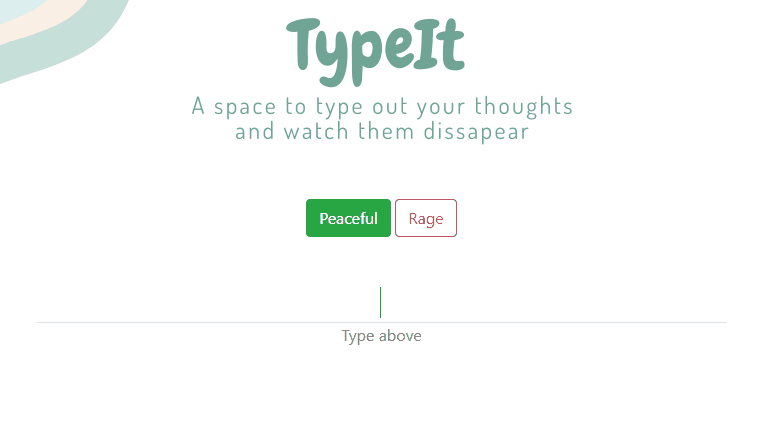 TypeIt
A space to type out your thoughts
and watch them dissapear
Peaceful Rage
Type above